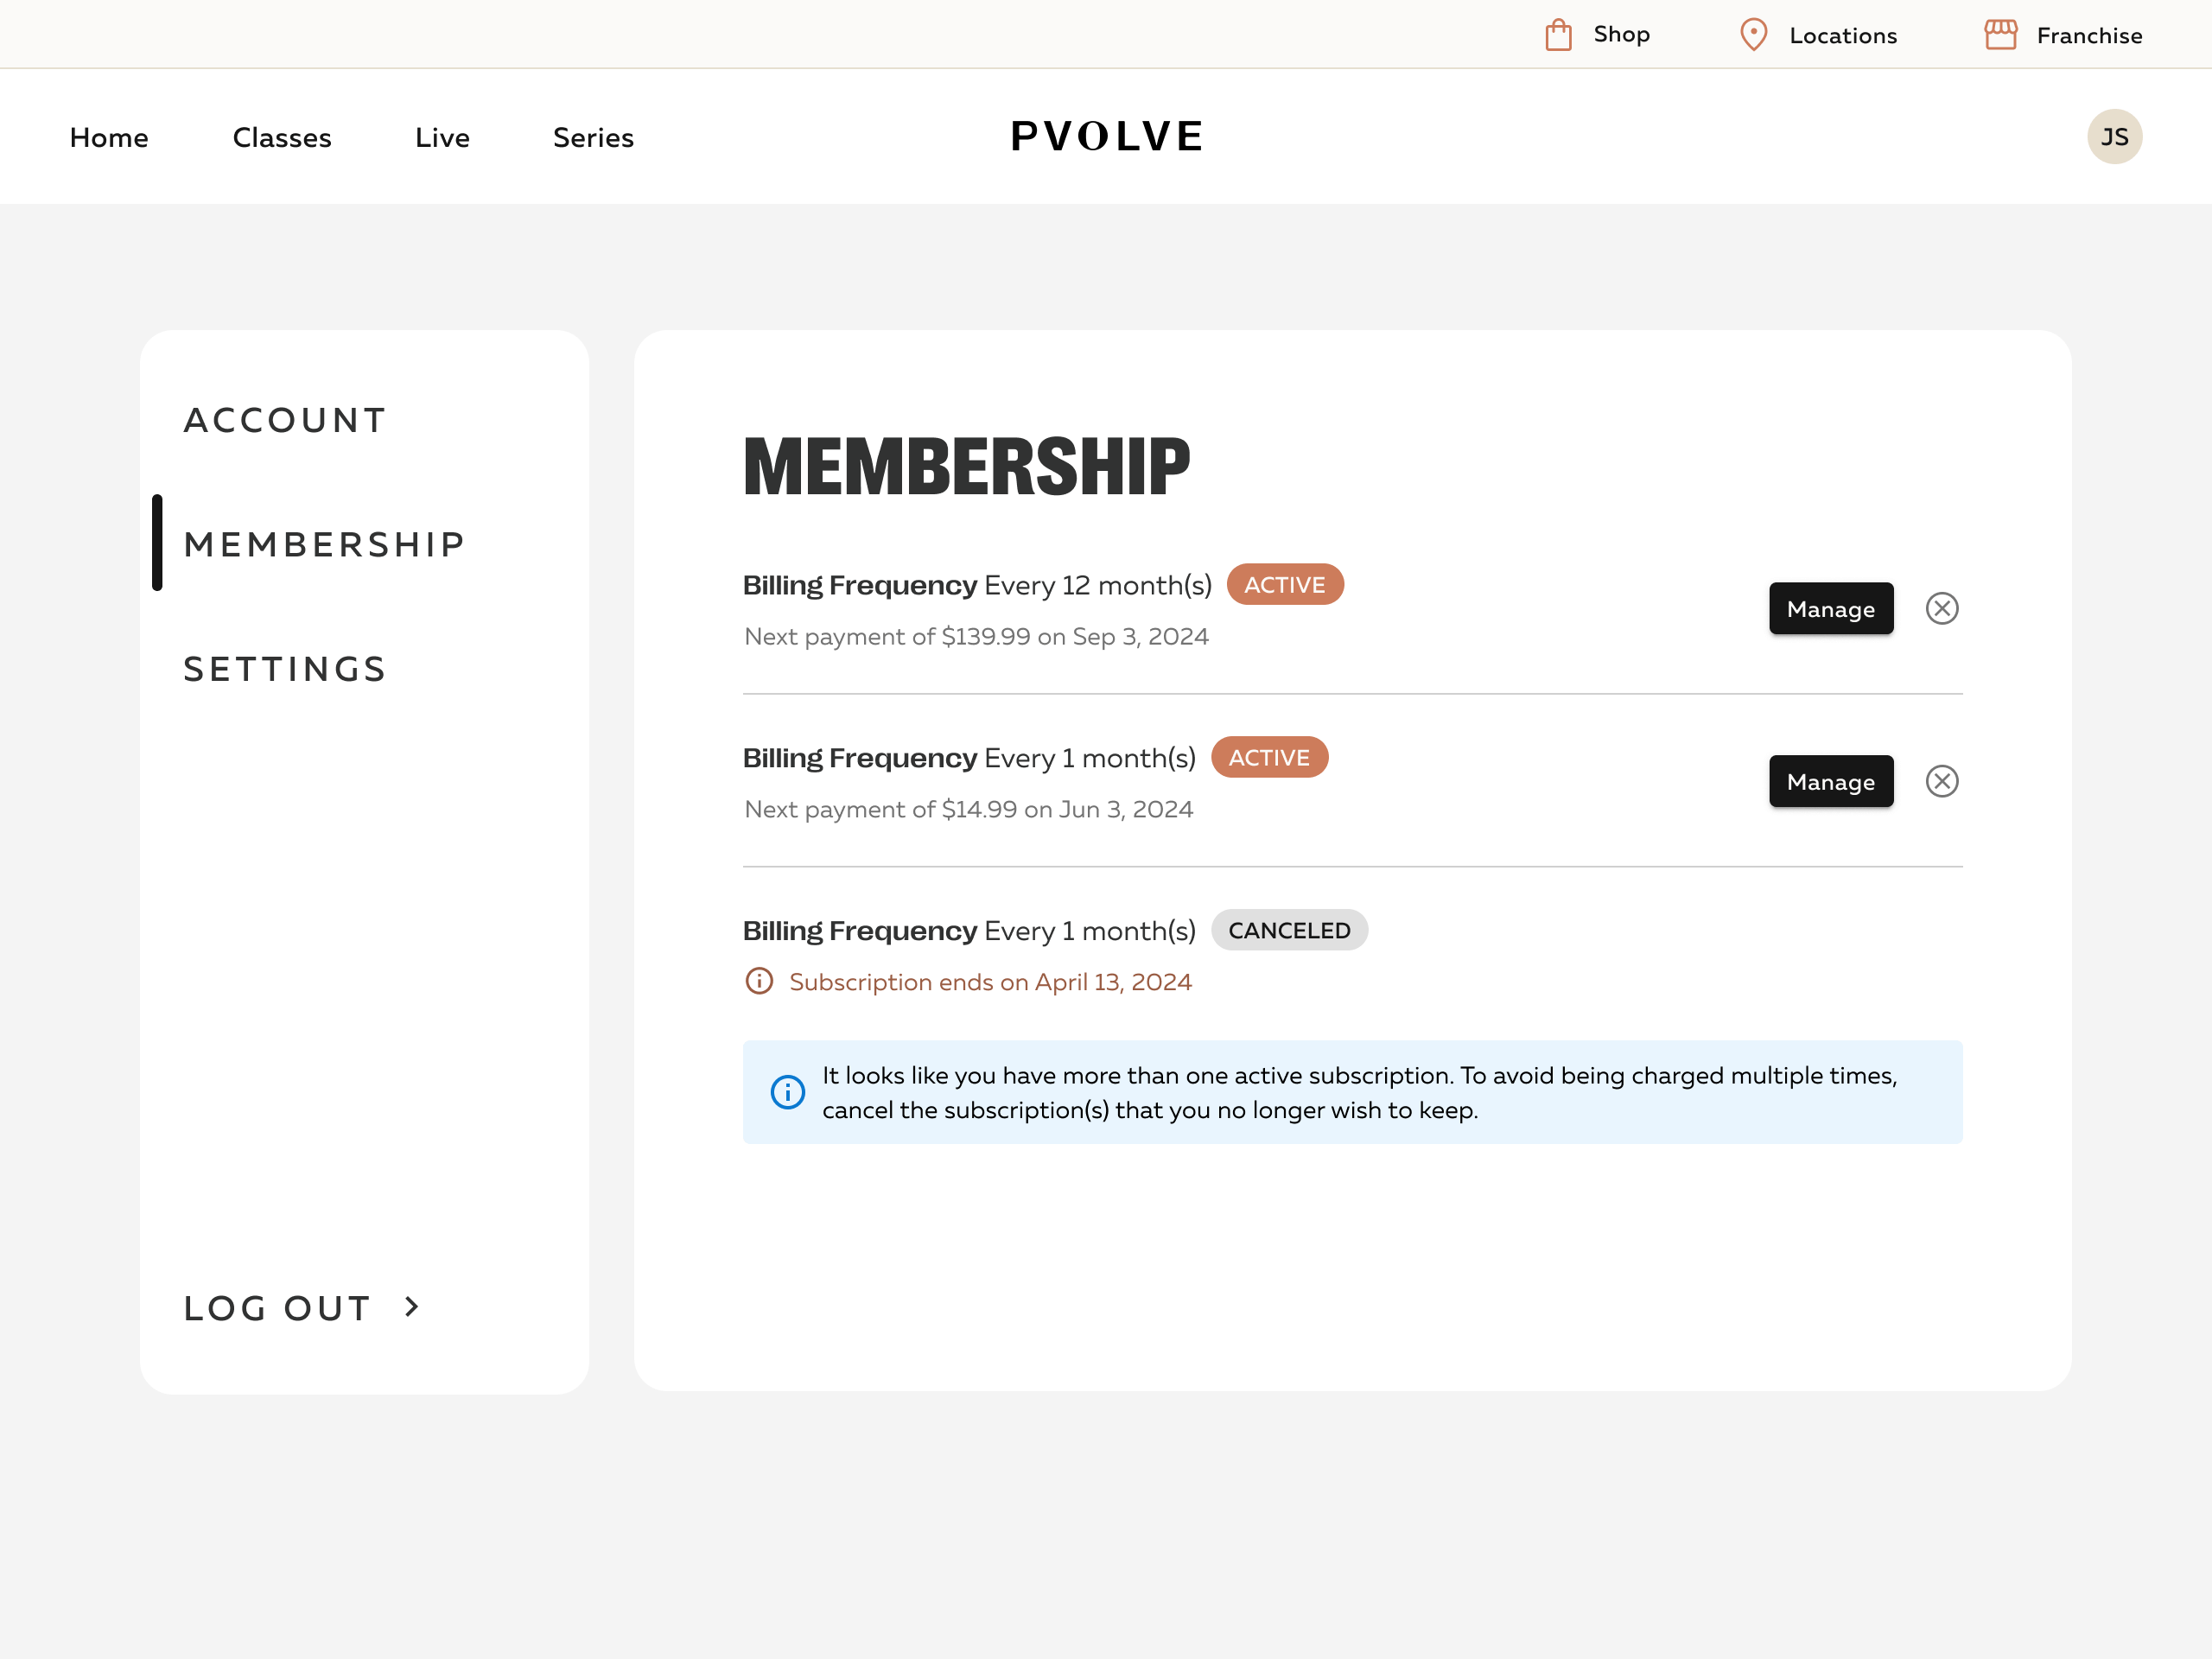 Shop Locations Franchise
Home Classes Live Series PVOLVE JS
ACCOUNT
MEMBERSHIP
SETTINGS
LOG OUT
MEMBERSHIP
Billing Frequency Every 12 month(s) ACTIVE
Next payment of $139.99 on Sep 3, 2024
Manage
Billing Frequency Every 1 month(s) ACTIVE
Next payment of $14.99 on Jun 3, 2024
Manage
Billing Frequency Every 1 month(s) CANCELED
Subscription ends on April 13, 2024
It looks like you have more than one active subscription. To avoid being charged multiple times,
cancel the subscription(s) that you no longer wish to keep.